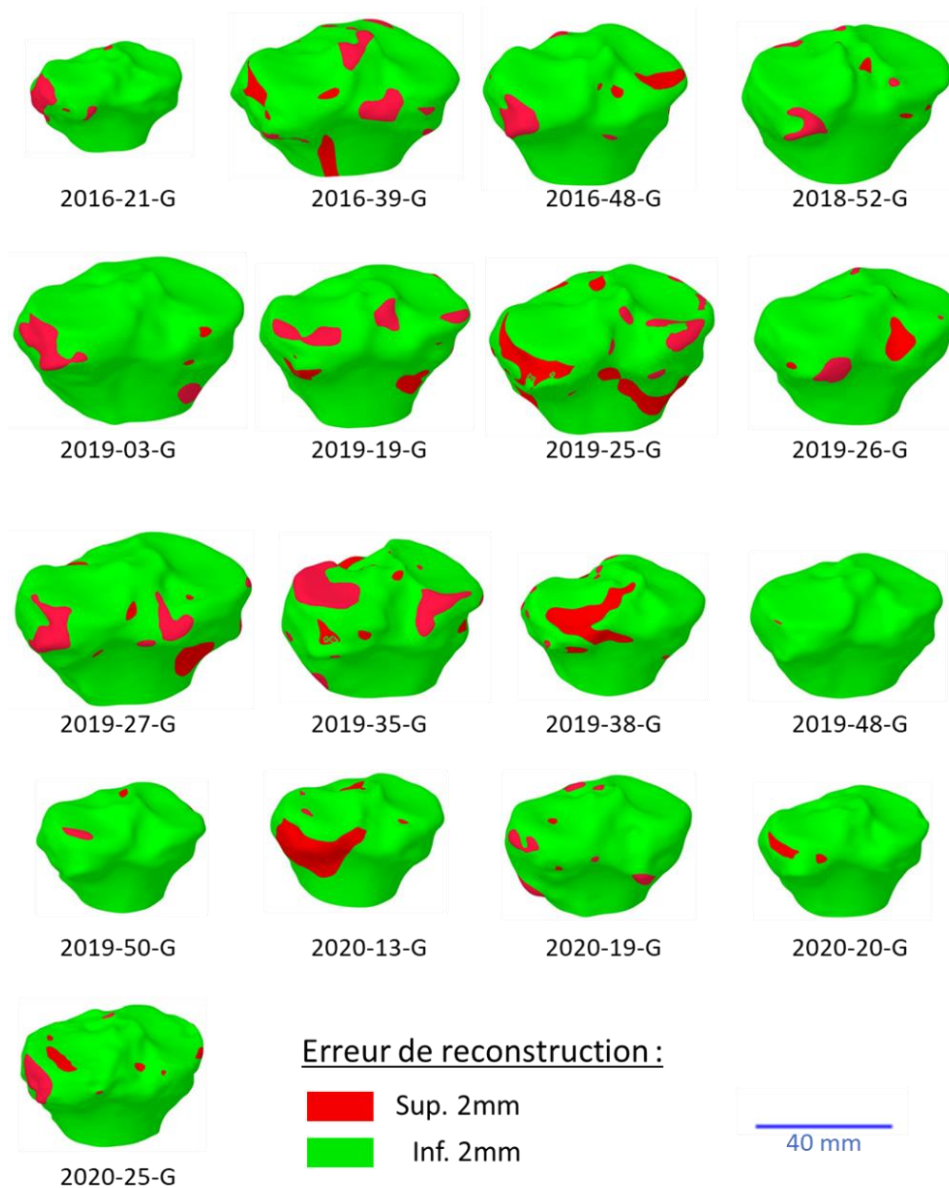 2016-21-G 2016-39-G 2016-48-G 2018-52-G
2019-03-G 2019-19-G 2019-25-G 2019-26-G
2019-27-G 2019-35-G 2019-38-G 2019-48-G
2019-50-G 2020-13-G 2020-19-G 2020-20-G
2020-25-G
Erreur de reconstruction :
Sup. 2mm
Inf. 2mm
40 mm